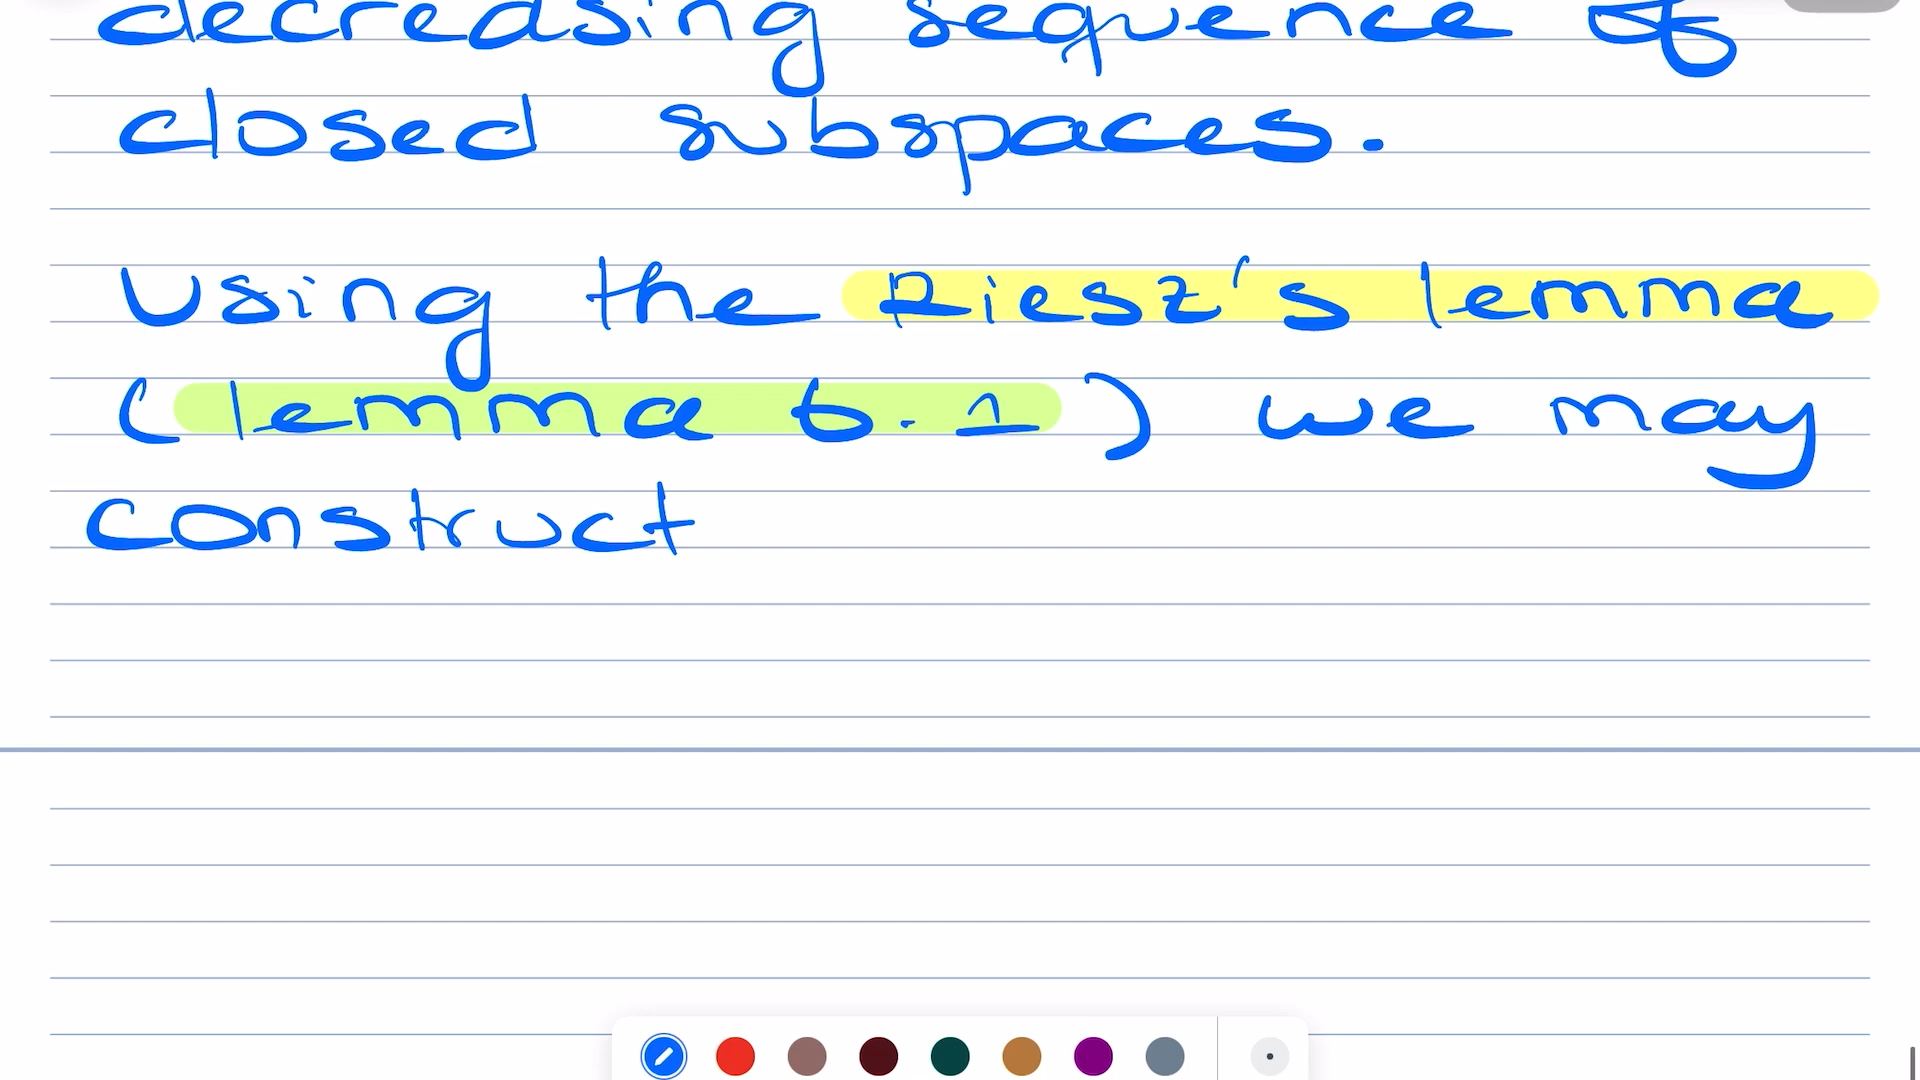 decreasing sequence of
closed subspaces.
Using the Riesz's lemma
(lemma 6.1) we may
construct